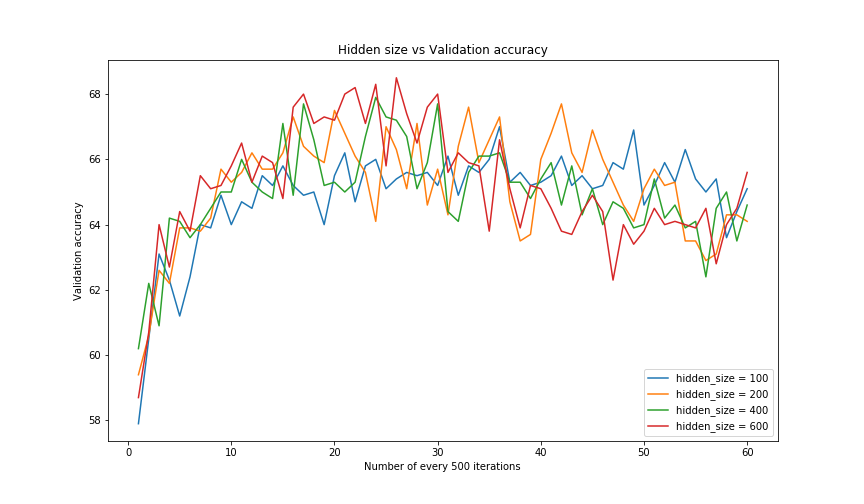 Hidden size vs Validation accuracy
Validation accuracy
68
66
64
62
60
58
0
10
20
30
40
50
60
Number of every 500 iterations
hidden_size = 100
hidden_size = 200
hidden_size = 400
hidden_size = 600